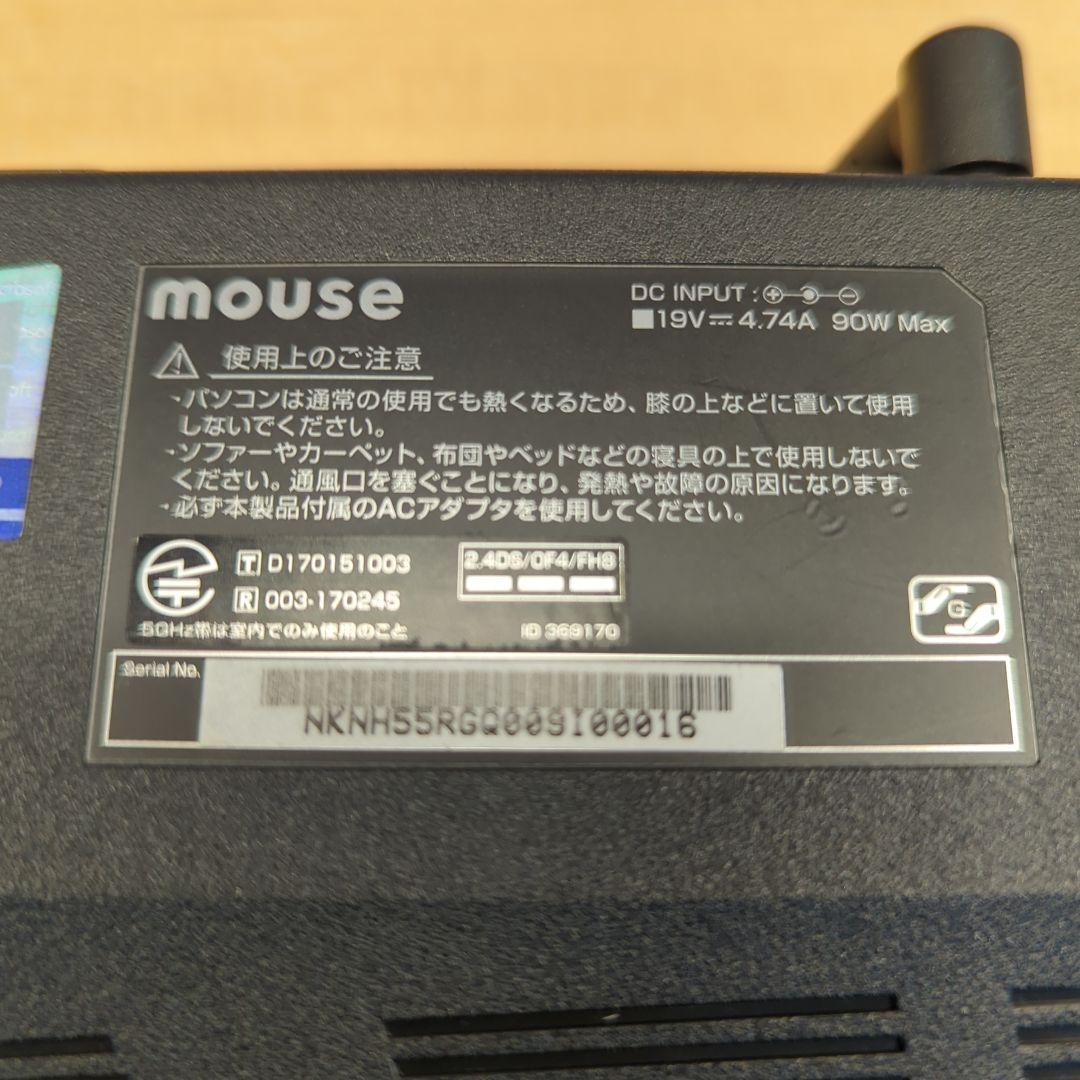 mouse
DC INPUT :
19V⎓4.74A 90W Max
使用上のご注意
・パソコンは通常の使用でも熱くなるため、膝の上などに置いて使用
しないでください。
・ソファーやカーペット、布団やベッドなどの寝具の上で使用しないで
ください。通風口を塞ぐことになり、発熱や故障の原因になります。
・必ず本製品付属のACアダプタを使用してください。
T D170151003
2.4DS/OF4/FH8
R 003-170245
5GHz帯は室内でのみ使用のこと
ID 369170
G
Serial No.
NKNH55RGQ009I00016